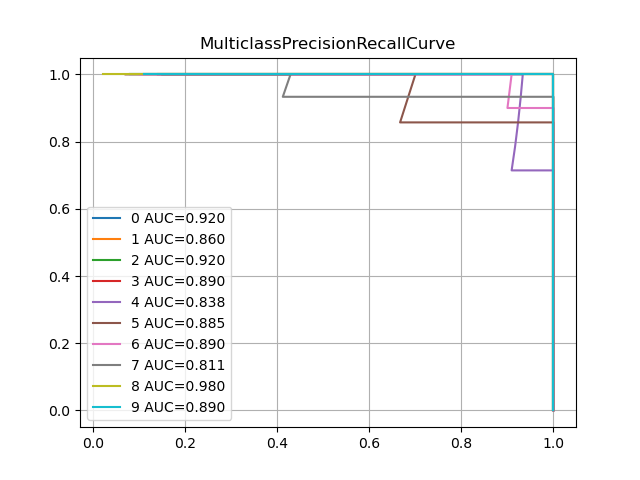 MulticlassPrecisionRecallCurve
1.0
0.8
0.6
0.4
0.2
0.0
0 AUC=0.920
1 AUC=0.860
2 AUC=0.920
3 AUC=0.890
4 AUC=0.838
5 AUC=0.885
6 AUC=0.890
7 AUC=0.811
8 AUC=0.980
9 AUC=0.890
0.0 0.2 0.4 0.6 0.8 1.0